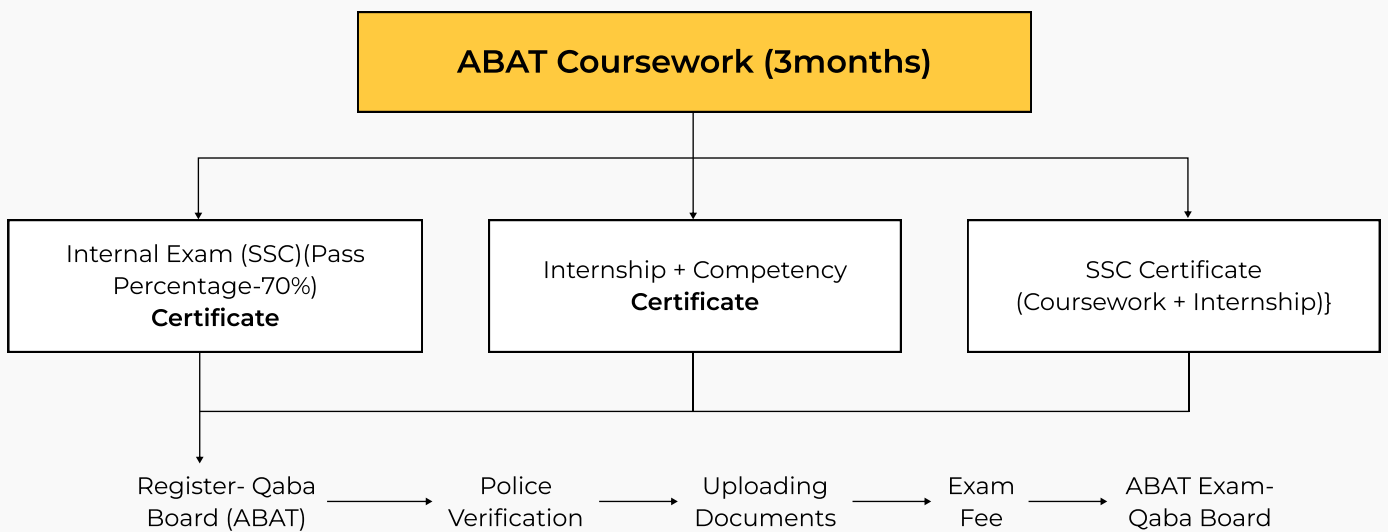 ABAT Coursework (3months)
Internal Exam (SSC)(Pass
Percentage-70%)
Certificate
Internship + Competency
Certificate
SSC Certificate
(Coursework + Internship)}
Register- Qaba
Board (ABAT)
Police
Verification
Uploading
Documents
Exam
Fee
ABAT Exam-
Qaba Board